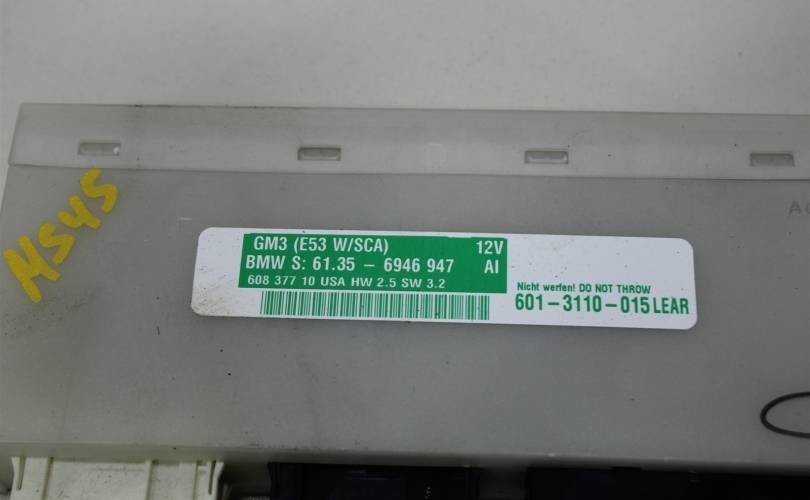 MS45
GM3 (E53 W/SCA) 12V
BMW S: 61.35 - 6946 947 AI
608 377 10 USA HW 2.5 SW 3.2
Nicht werfen! DO NOT THROW
601-3110-015 LEAR